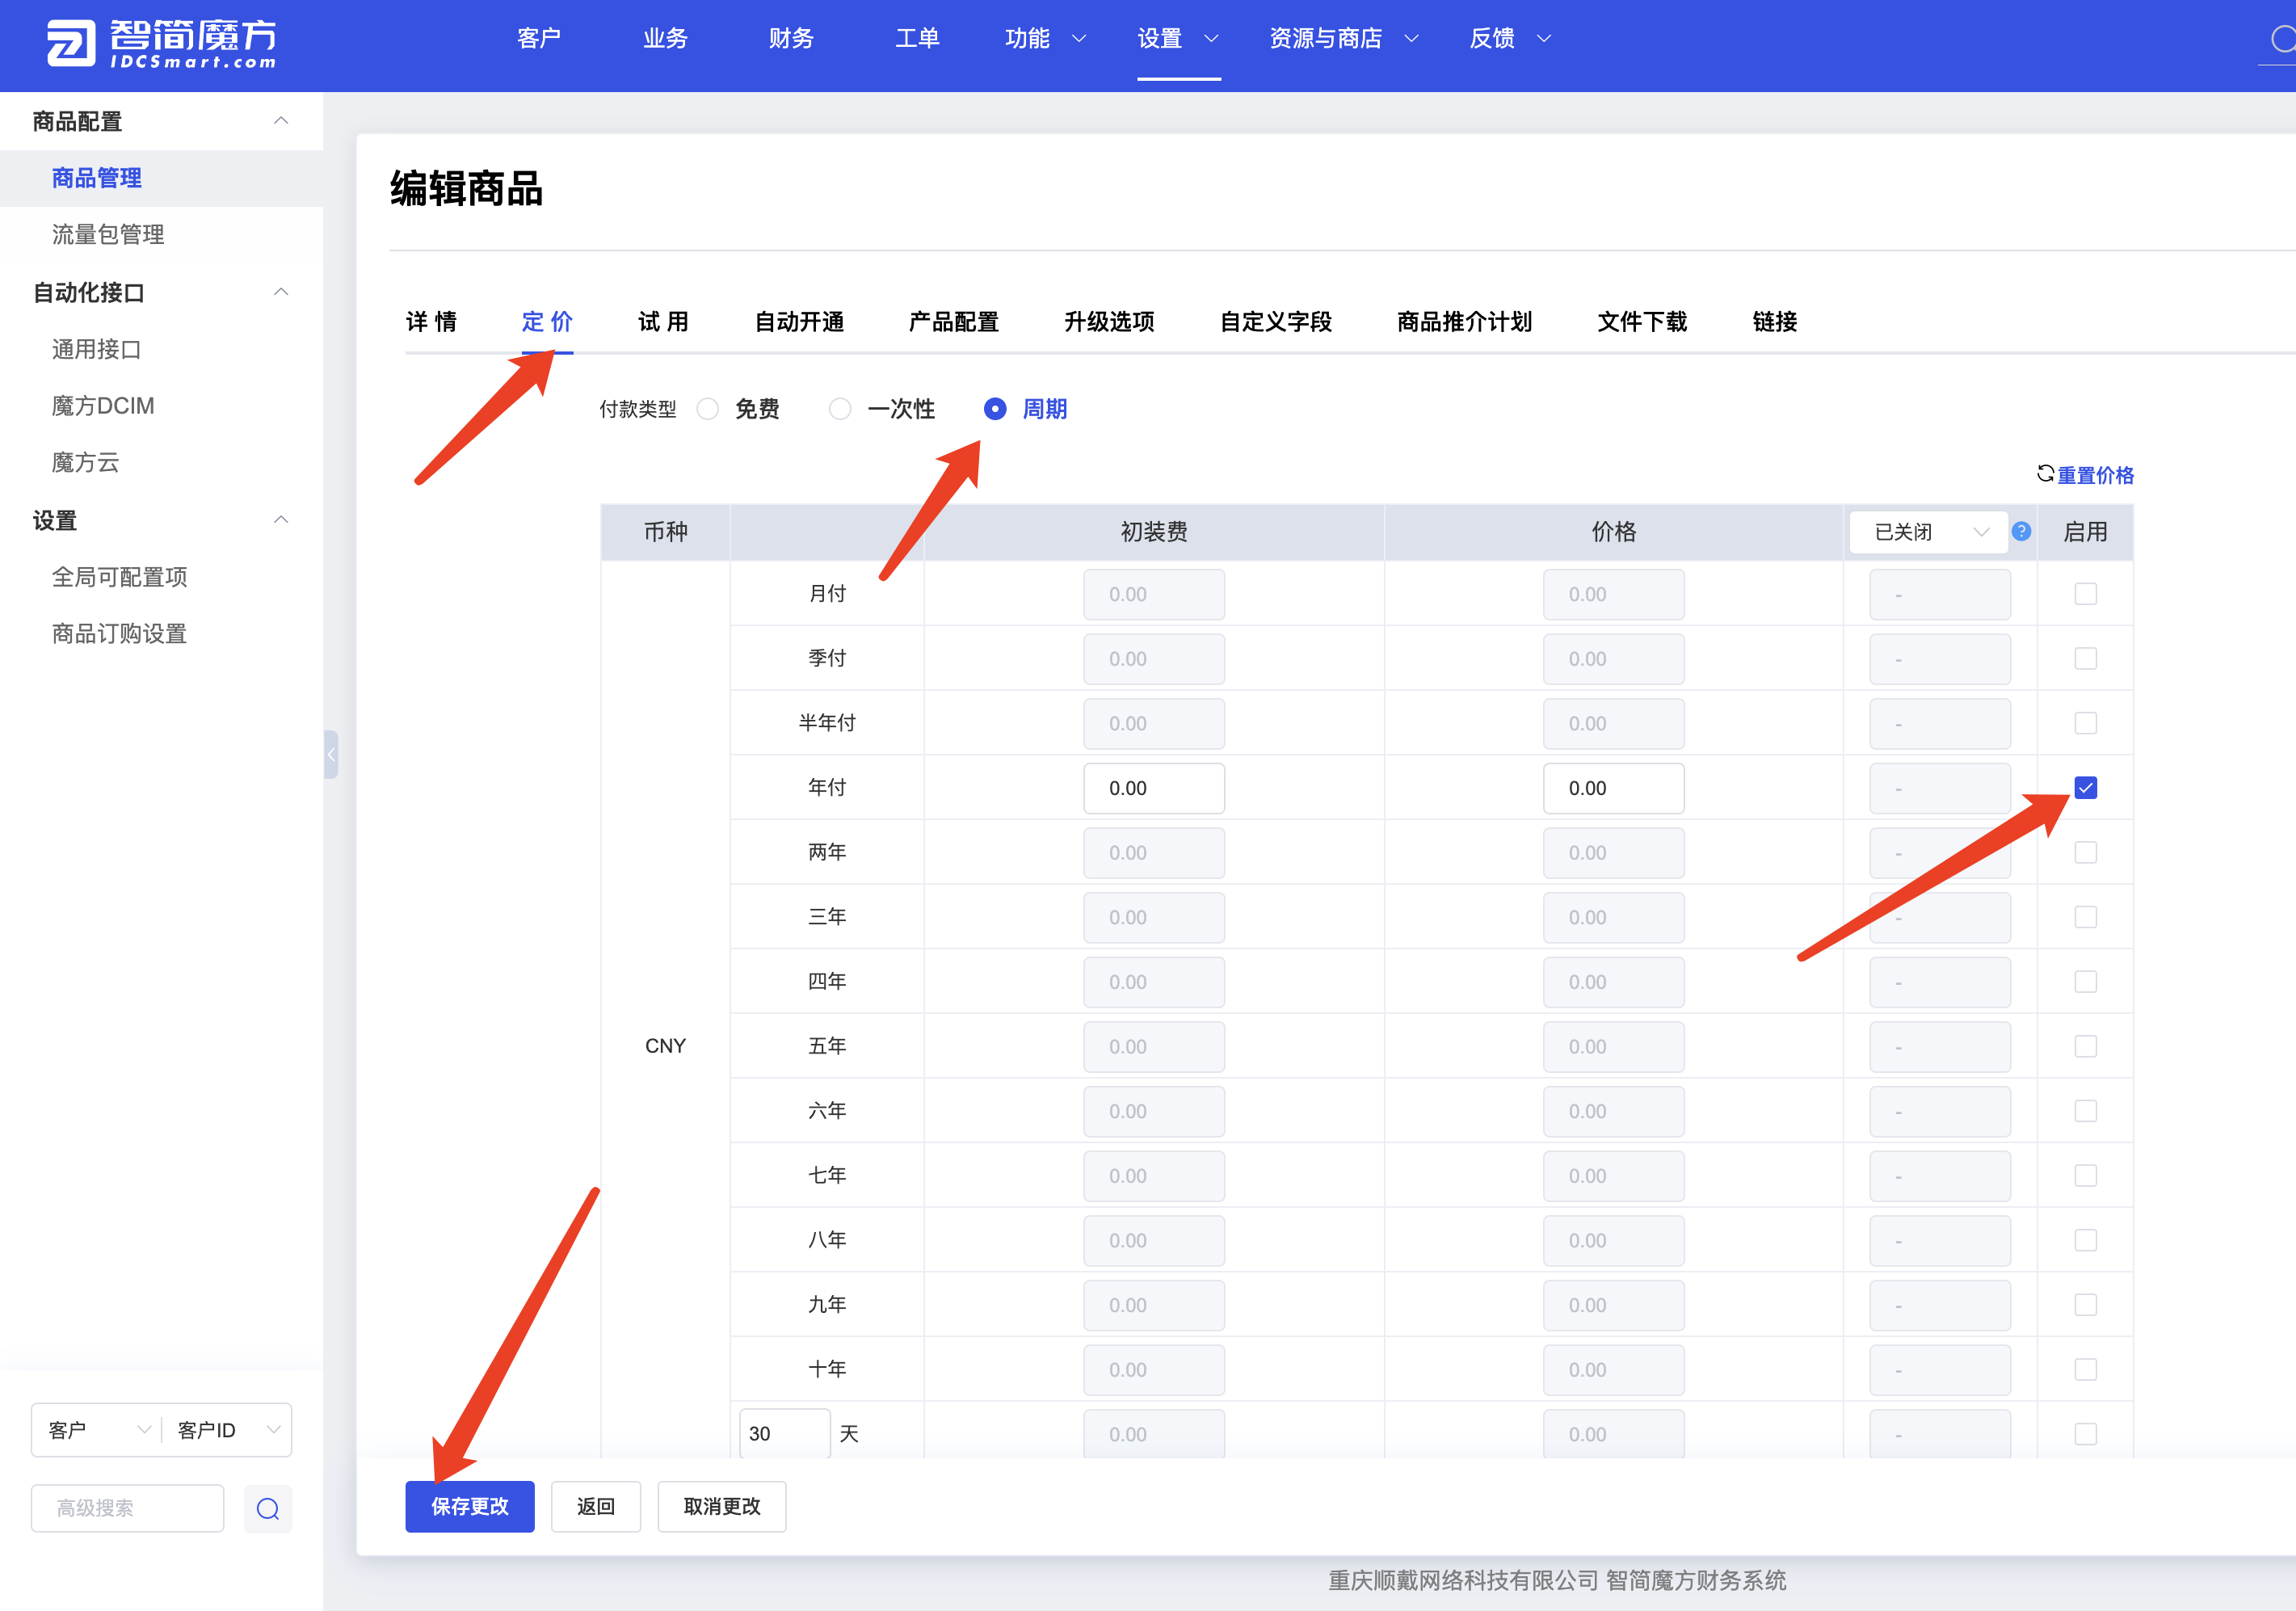 智简魔方
IDCSmart.com
客户 业务 财务 工单 功能 设置 资源与商店 反馈
商品配置
商品管理
流量包管理
自动化接口
通用接口
魔方DCIM
魔方云
设置
全局可配置项
商品订购设置
客户 客户ID
高级搜索
编辑商品
详 情 定 价 试 用 自动开通 产品配置 升级选项 自定义字段 商品推介计划 文件下载 链接
付款类型 免费 一次性 周期
重置价格
币种 初装费 价格 已关闭 ? 启用
CNY
月付 0.00 0.00 -
季付 0.00 0.00 -
半年付 0.00 0.00 -
年付 0.00 0.00 -
两年 0.00 0.00 -
三年 0.00 0.00 -
四年 0.00 0.00 -
五年 0.00 0.00 -
六年 0.00 0.00 -
七年 0.00 0.00 -
八年 0.00 0.00 -
九年 0.00 0.00 -
十年 0.00 0.00 -
30 天 0.00 0.00 -
保存更改 返回 取消更改
重庆顺戴网络科技有限公司 智简魔方财务系统